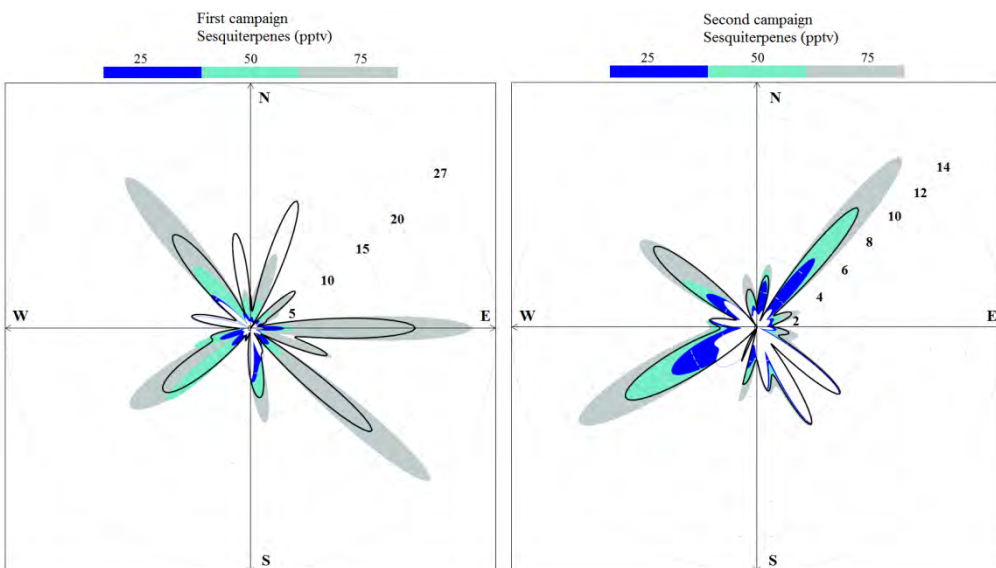 First campaign
Sesquiterpenes (pptv)
25 50 75
N
27
20
15
10
5
W
E
S
Second campaign
Sesquiterpenes (pptv)
25 50 75
N
14
12
10
8
6
4
2
W
E
S